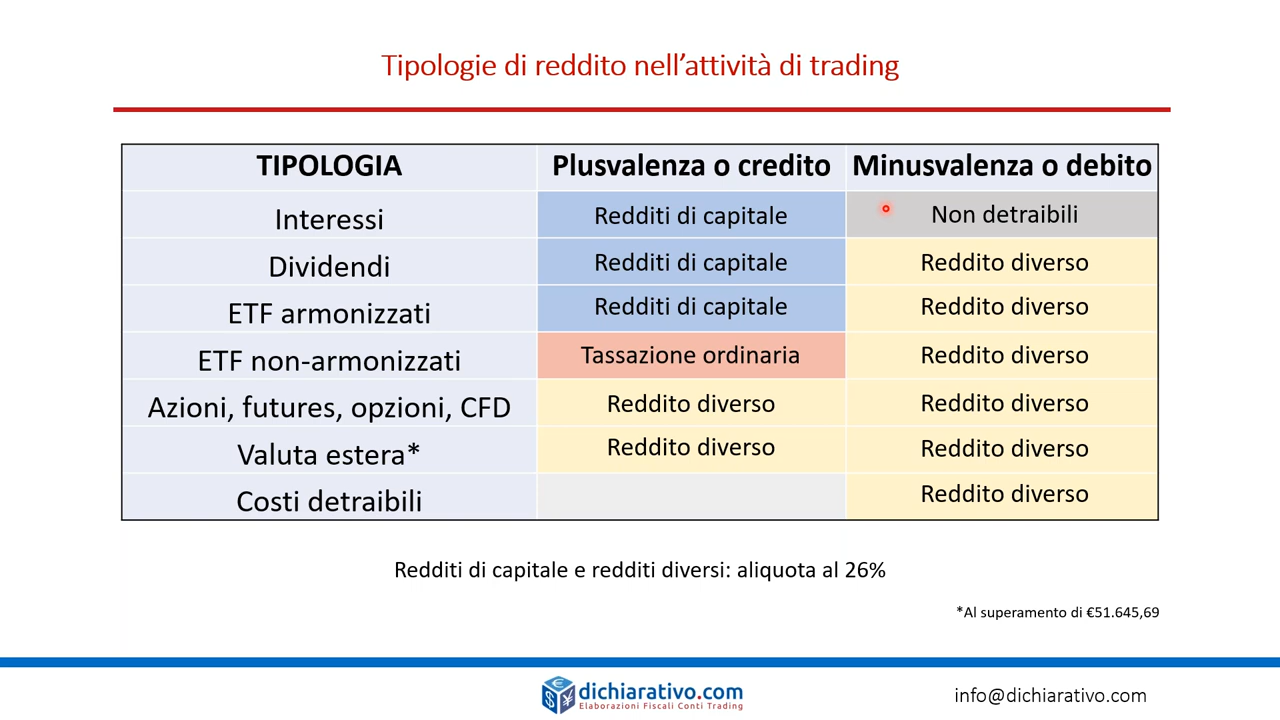 Tipologie di reddito nell'attività di trading
TIPOLOGIA Plusvalenza o credito Minusvalenza o debito
Interessi Redditi di capitale Non detraibili
Dividendi Redditi di capitale Reddito diverso
ETF armonizzati Redditi di capitale Reddito diverso
ETF non-armonizzati Tassazione ordinaria Reddito diverso
Azioni, futures, opzioni, CFD Reddito diverso Reddito diverso
Valuta estera* Reddito diverso Reddito diverso
Costi detraibili Reddito diverso
Redditi di capitale e redditi diversi: aliquota al 26%
*Al superamento di €51.645,69
dichiarativo.com
Elaborazioni Fiscali Conti Trading
info@dichiarativo.com